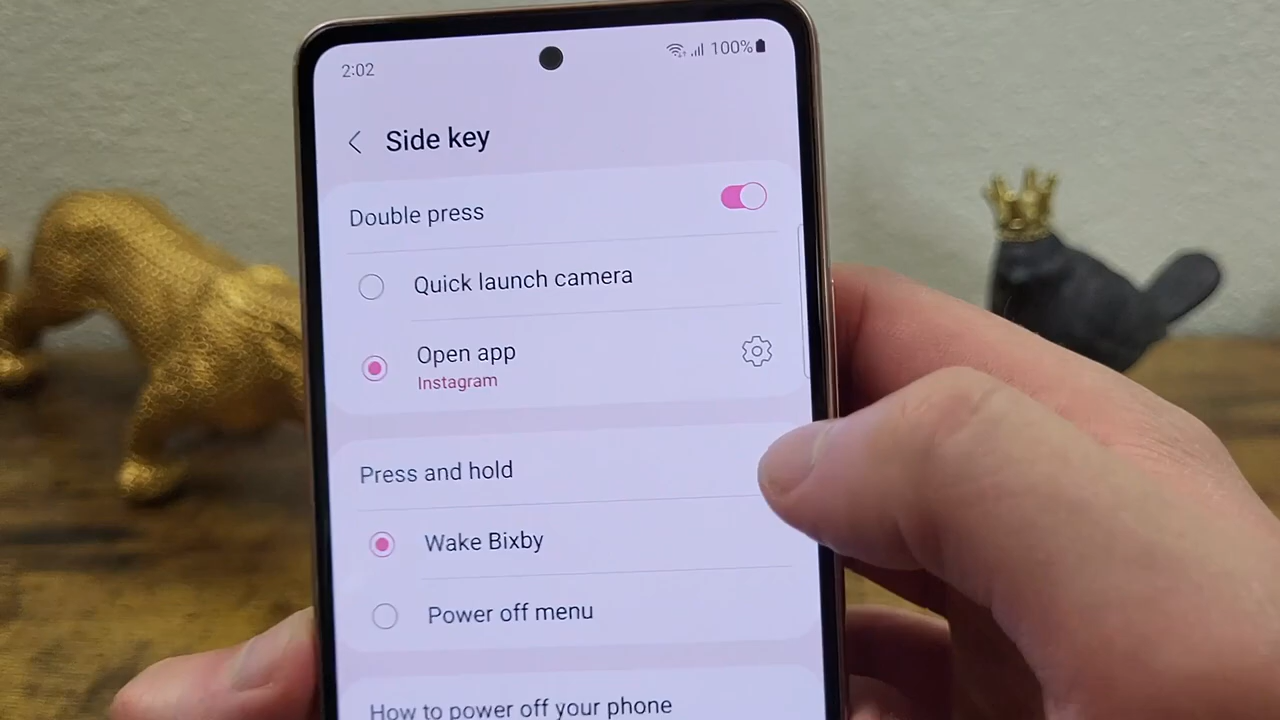 2:02
100%
Side key
Double press
Quick launch camera
Open app
Instagram
Press and hold
Wake Bixby
Power off menu
How to power off your phone